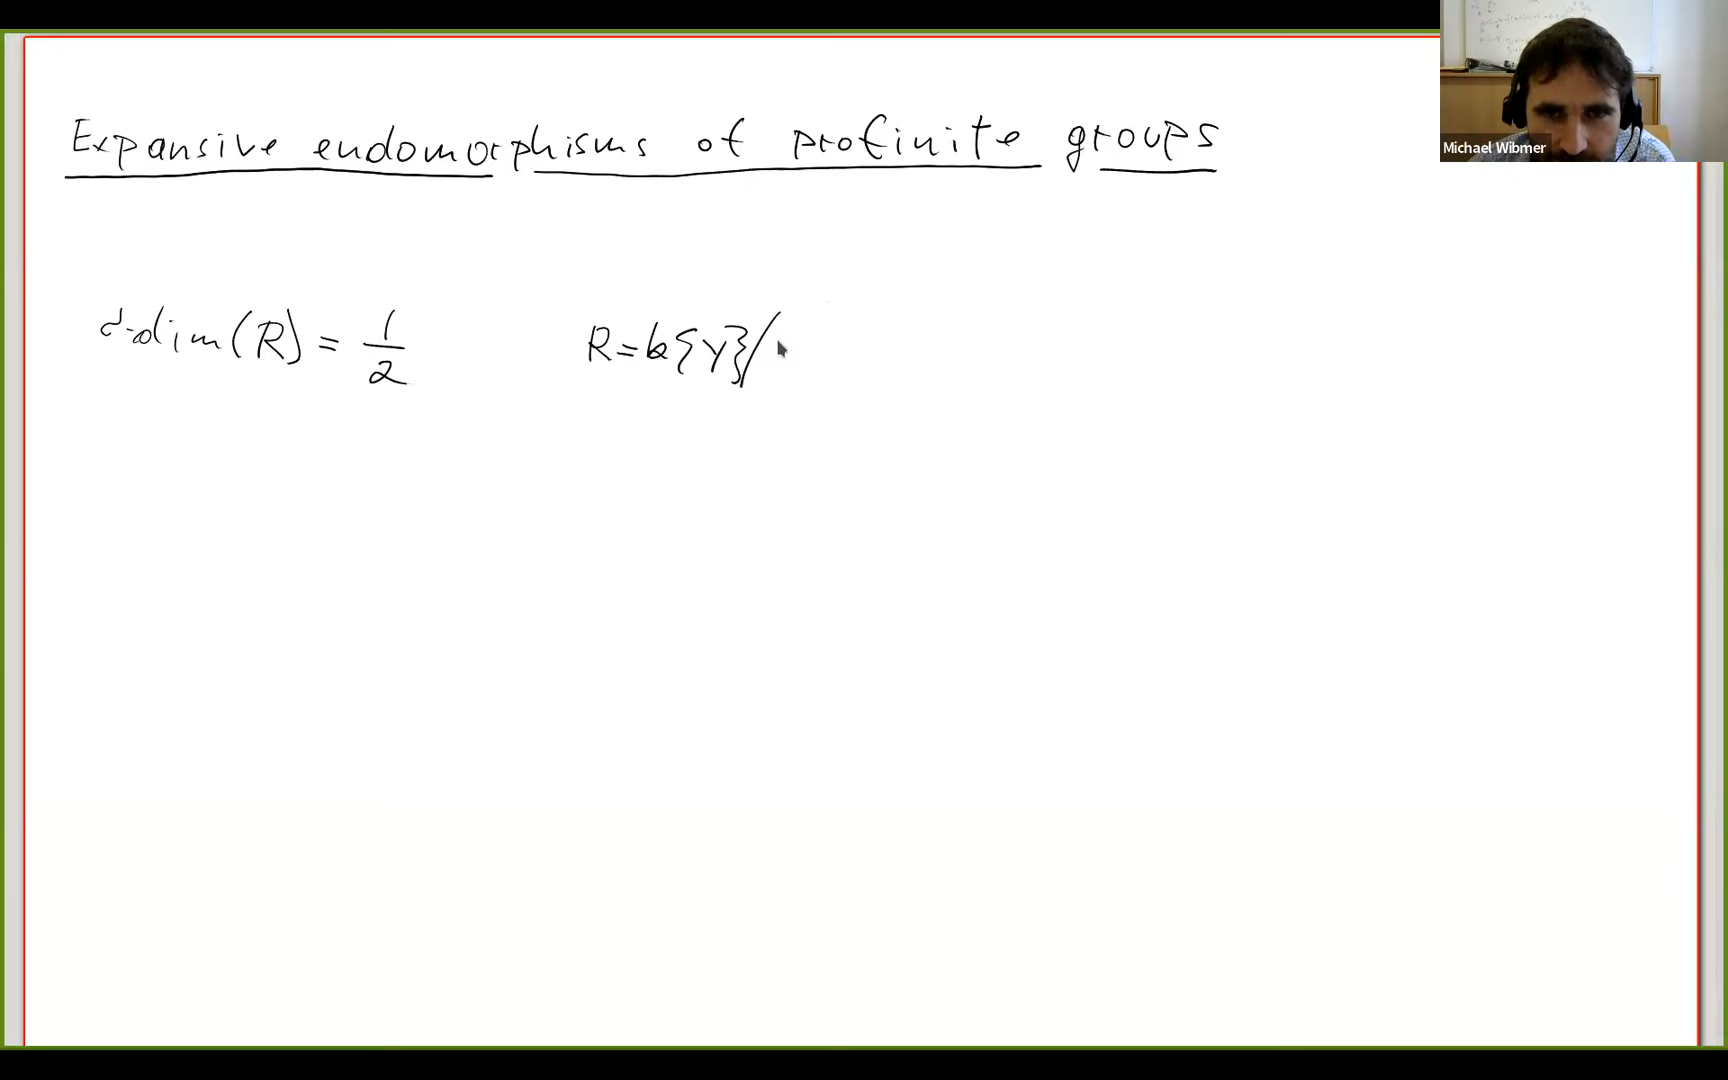 Expansive endomorphisms of profinite groups
Michael Wibmer
σ-dim(R) = 1/2 R = k{y}/